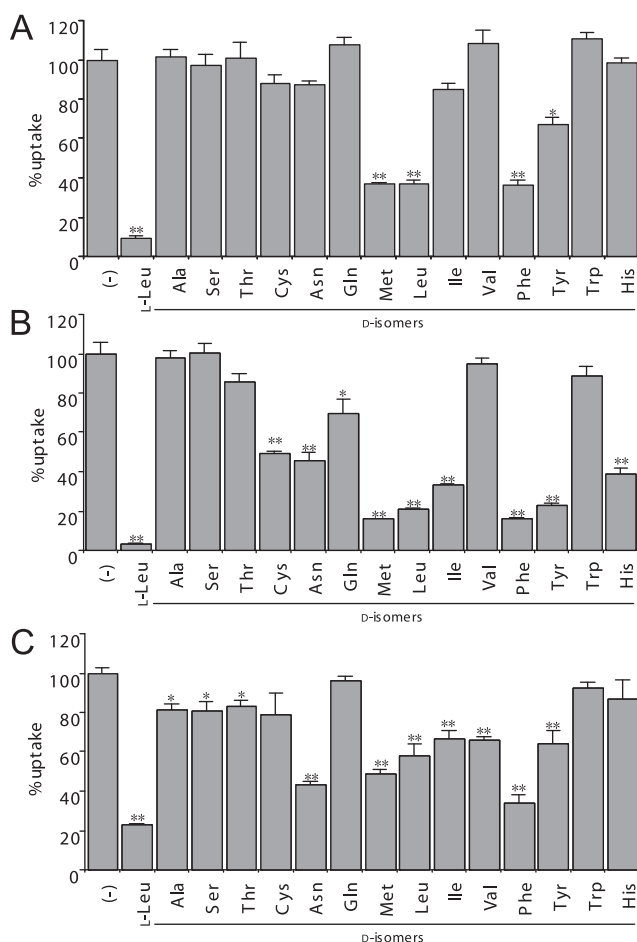 A
120
100
80
60
40
20
0
%uptake
** ** ** ** *
(-) L-Leu Ala Ser Thr Cys Asn Gln Met Leu Ile Val Phe Tyr Trp His
D-isomers
B
120
100
80
60
40
20
0
%uptake
** ** ** * ** ** ** ** ** **
(-) L-Leu Ala Ser Thr Cys Asn Gln Met Leu Ile Val Phe Tyr Trp His
D-isomers
C
120
100
80
60
40
20
0
%uptake
** * * * ** ** ** ** ** ** **
(-) L-Leu Ala Ser Thr Cys Asn Gln Met Leu Ile Val Phe Tyr Trp His
D-isomers